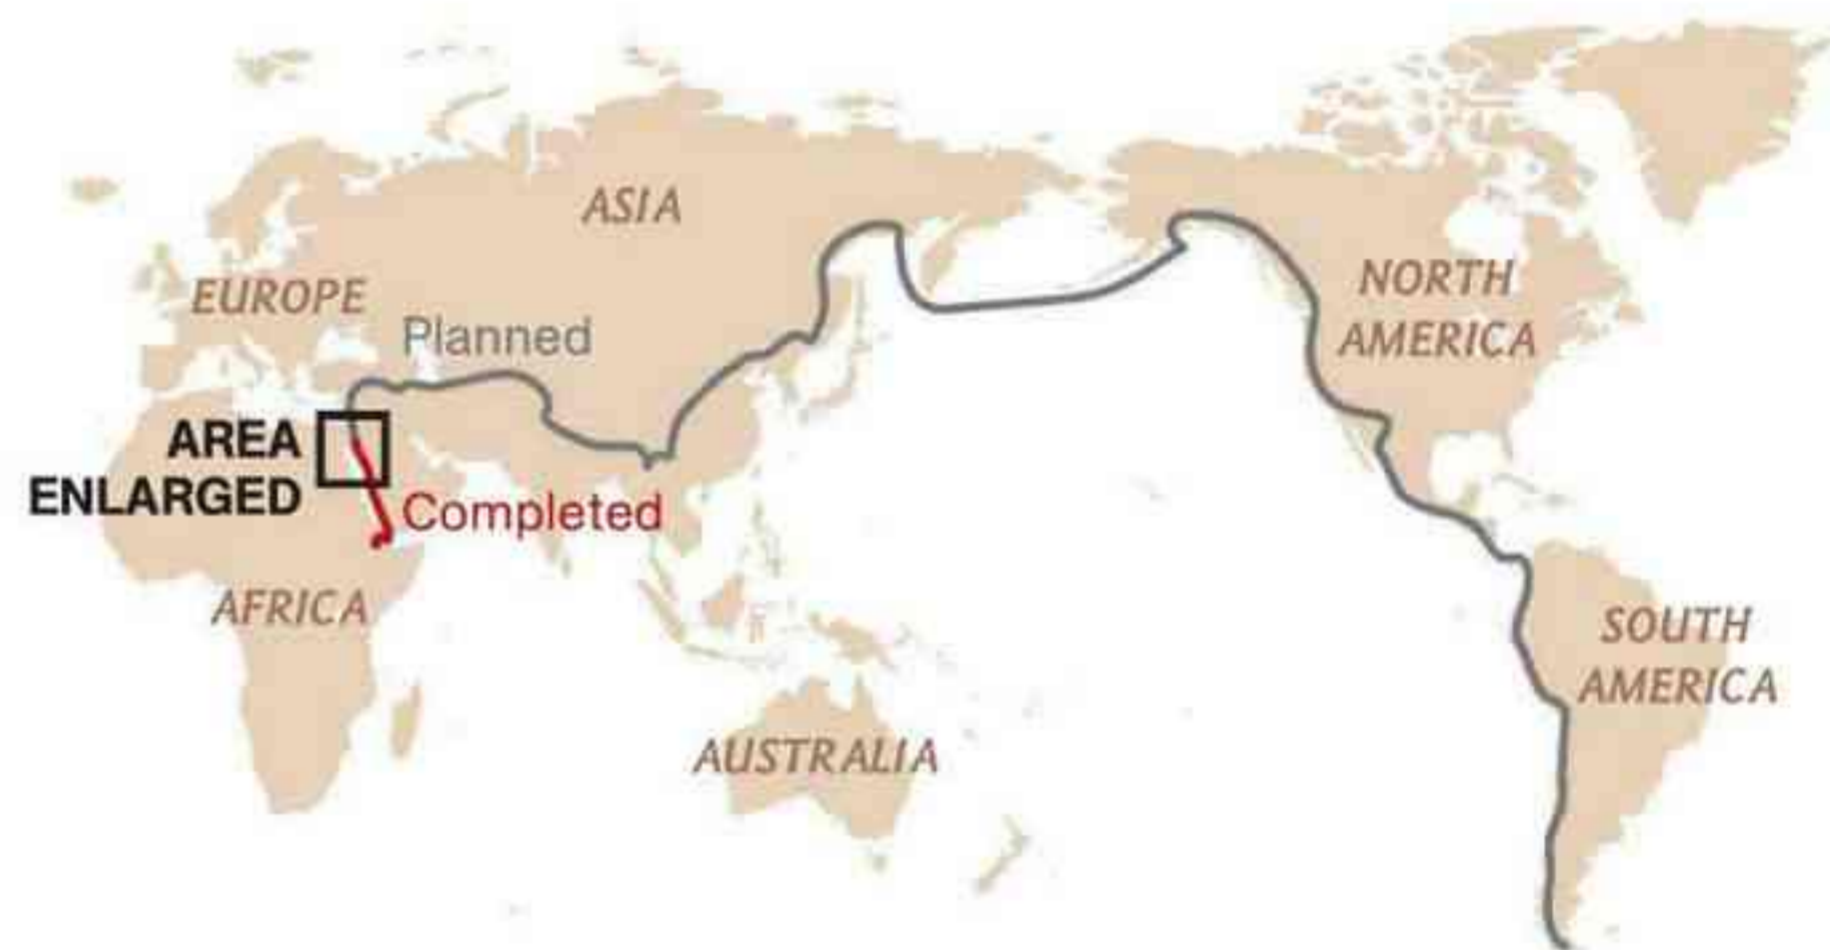 ASIA
EUROPE
NORTH
AMERICA
Planned
AREA
ENLARGED
Completed
AFRICA
SOUTH
AMERICA
AUSTRALIA